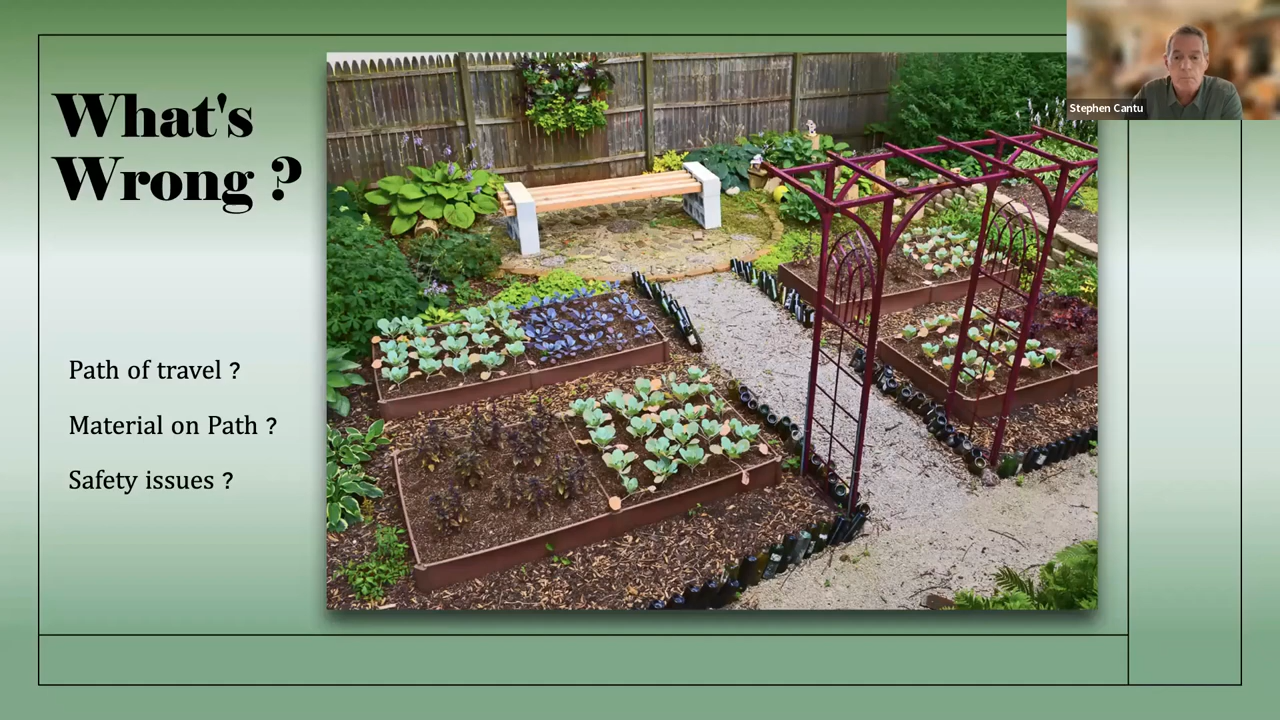 What's
Wrong ?
Path of travel ?
Material on Path ?
Safety issues ?
Stephen Cantu